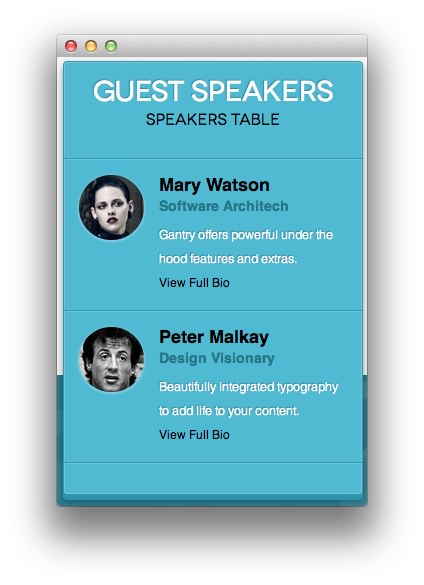 GUEST SPEAKERS
SPEAKERS TABLE
Mary Watson
Software Architech
Gantry offers powerful under the
hood features and extras.
View Full Bio
Peter Malkay
Design Visionary
Beautifully integrated typography
to add life to your content.
View Full Bio